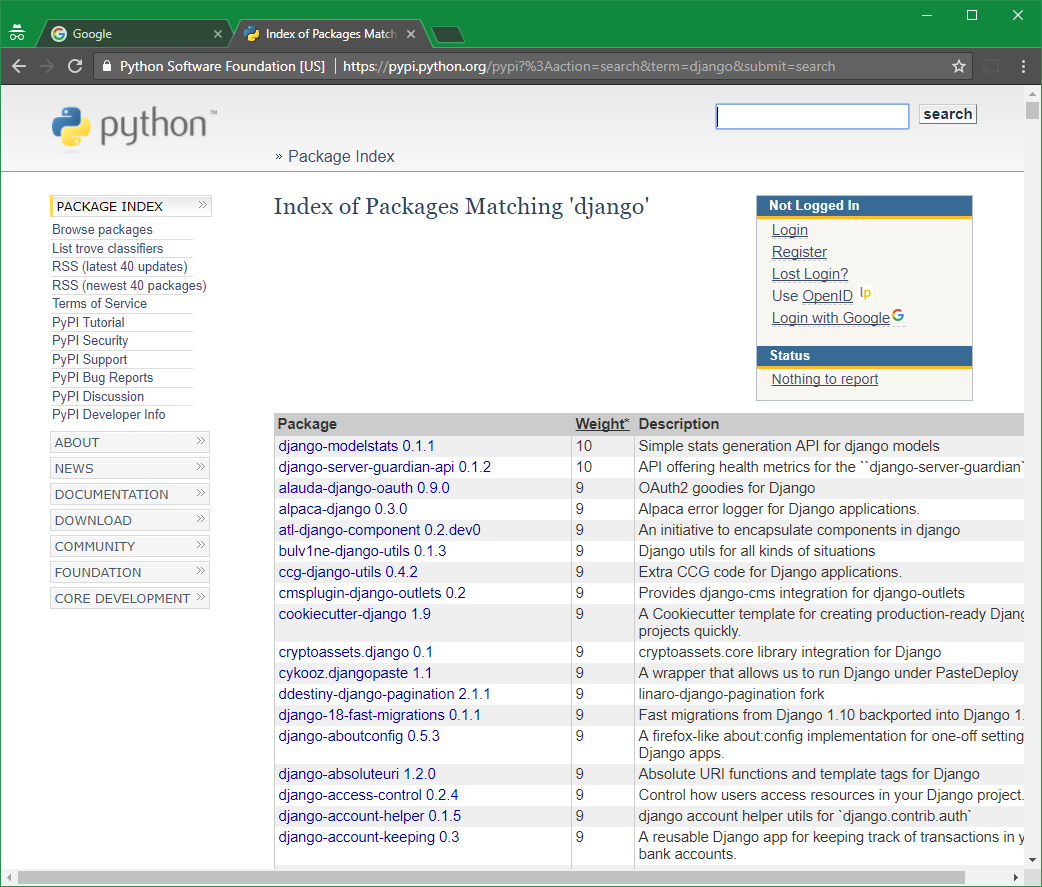 Google
Index of Packages Match
Python Software Foundation [US] https://pypi.python.org/pypi?%3Aaction=search&term=django&submit=search
python™
search
» Package Index
PACKAGE INDEX »
Browse packages
List trove classifiers
RSS (latest 40 updates)
RSS (newest 40 packages)
Terms of Service
PyPI Tutorial
PyPI Security
PyPI Support
PyPI Bug Reports
PyPI Discussion
PyPI Developer Info
ABOUT »
NEWS »
DOCUMENTATION »
DOWNLOAD »
COMMUNITY »
FOUNDATION »
CORE DEVELOPMENT »
Index of Packages Matching 'django'
Not Logged In
Login
Register
Lost Login?
Use OpenID lp
Login with Google G
Status
Nothing to report
Package Weight* Description
django-modelstats 0.1.1 10 Simple stats generation API for django models
django-server-guardian-api 0.1.2 10 API offering health metrics for the ``django-server-guardian`
alauda-django-oauth 0.9.0 9 OAuth2 goodies for Django
alpaca-django 0.3.0 9 Alpaca error logger for Django applications.
atl-django-component 0.2.dev0 9 An initiative to encapsulate components in django
bulv1ne-django-utils 0.1.3 9 Django utils for all kinds of situations
ccg-django-utils 0.4.2 9 Extra CCG code for Django applications.
cmsplugin-django-outlets 0.2 9 Provides django-cms integration for django-outlets
cookiecutter-django 1.9 9 A Cookiecutter template for creating production-ready Djang
projects quickly.
cryptoassets.django 0.1 9 cryptoassets.core library integration for Django
cykooz.djangopaste 1.1 9 A wrapper that allows us to run Django under PasteDeploy
ddestiny-django-pagination 2.1.1 9 linaro-django-pagination fork
django-18-fast-migrations 0.1.1 9 Fast migrations from Django 1.10 backported into Django 1.
django-aboutconfig 0.5.3 9 A firefox-like about:config implementation for one-off setting
Django apps.
django-absoluteuri 1.2.0 9 Absolute URI functions and template tags for Django
django-access-control 0.2.4 9 Control how users access resources in your Django project.
django-account-helper 0.1.5 9 django account helper utils for `django.contrib.auth`
django-account-keeping 0.3 9 A reusable Django app for keeping track of transactions in y
bank accounts.